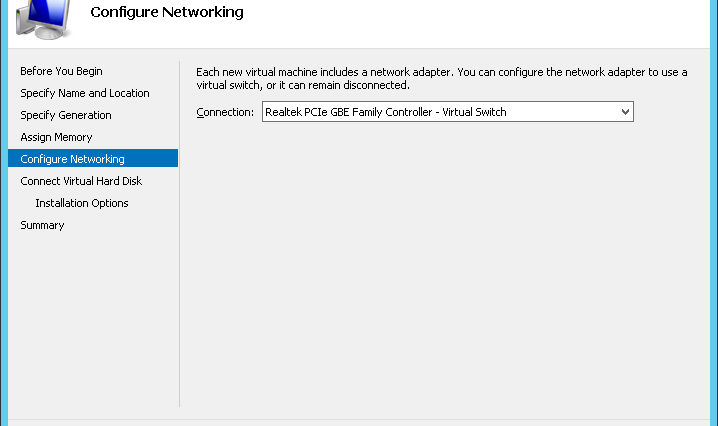 Configure Networking
Before You Begin
Specify Name and Location
Specify Generation
Assign Memory
Configure Networking
Connect Virtual Hard Disk
Installation Options
Summary
Each new virtual machine includes a network adapter. You can configure the network adapter to use a
virtual switch, or it can remain disconnected.
Connection: Realtek PCIe GBE Family Controller - Virtual Switch